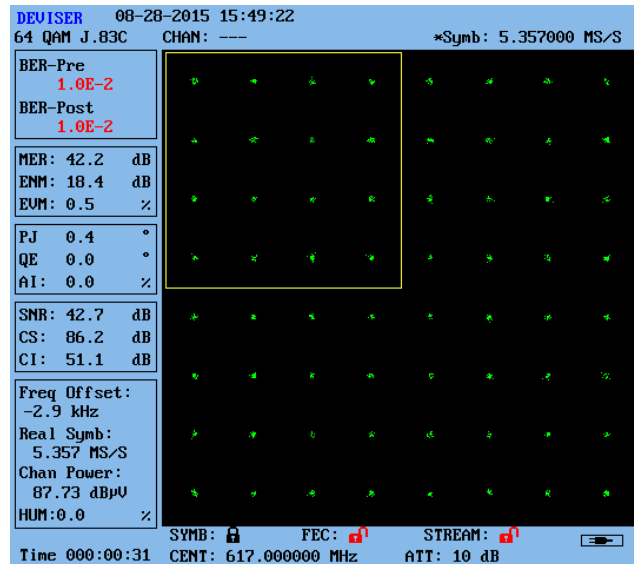 DEVISER 08-28-2015 15:49:22
64 QAM J.83C CHAN: --- *Symb: 5.357000 MS/S
BER-Pre
1.0E-2
BER-Post
1.0E-2
MER: 42.2 dB
ENM: 18.4 dB
EVM: 0.5 %
PJ 0.4 °
QE 0.0 °
AI: 0.0 %
SNR: 42.7 dB
CS: 86.2 dB
CI: 51.1 dB
Freq Offset:
-2.9 kHz
Real Symb:
5.357 MS/S
Chan Power:
87.73 dBµV
HUM:0.0 %
SYMB: FEC: STREAM:
Time 000:00:31 CENT: 617.000000 MHz ATT: 10 dB